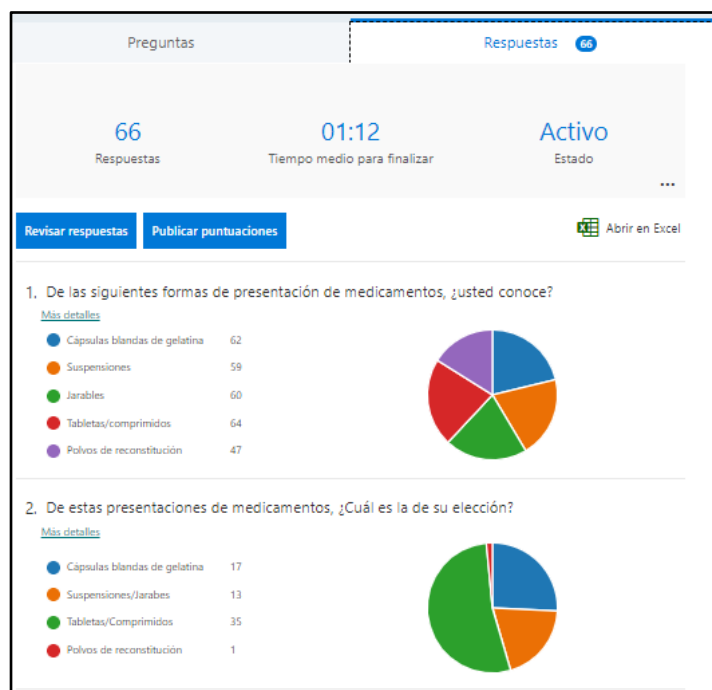 Preguntas
Respuestas 66
66
Respuestas
01:12
Tiempo medio para finalizar
Activo
Estado
...
Revisar respuestas
Publicar puntuaciones
Abrir en Excel
1. De las siguientes formas de presentación de medicamentos, ¿usted conoce?
Más detalles
Cápsulas blandas de gelatina 62
Suspensiones 59
Jarables 60
Tabletas/comprimidos 64
Polvos de reconstitución 47
2. De estas presentaciones de medicamentos, ¿Cuál es la de su elección?
Más detalles
Cápsulas blandas de gelatina 17
Suspensiones/Jarabes 13
Tabletas/Comprimidos 35
Polvos de reconstitución 1